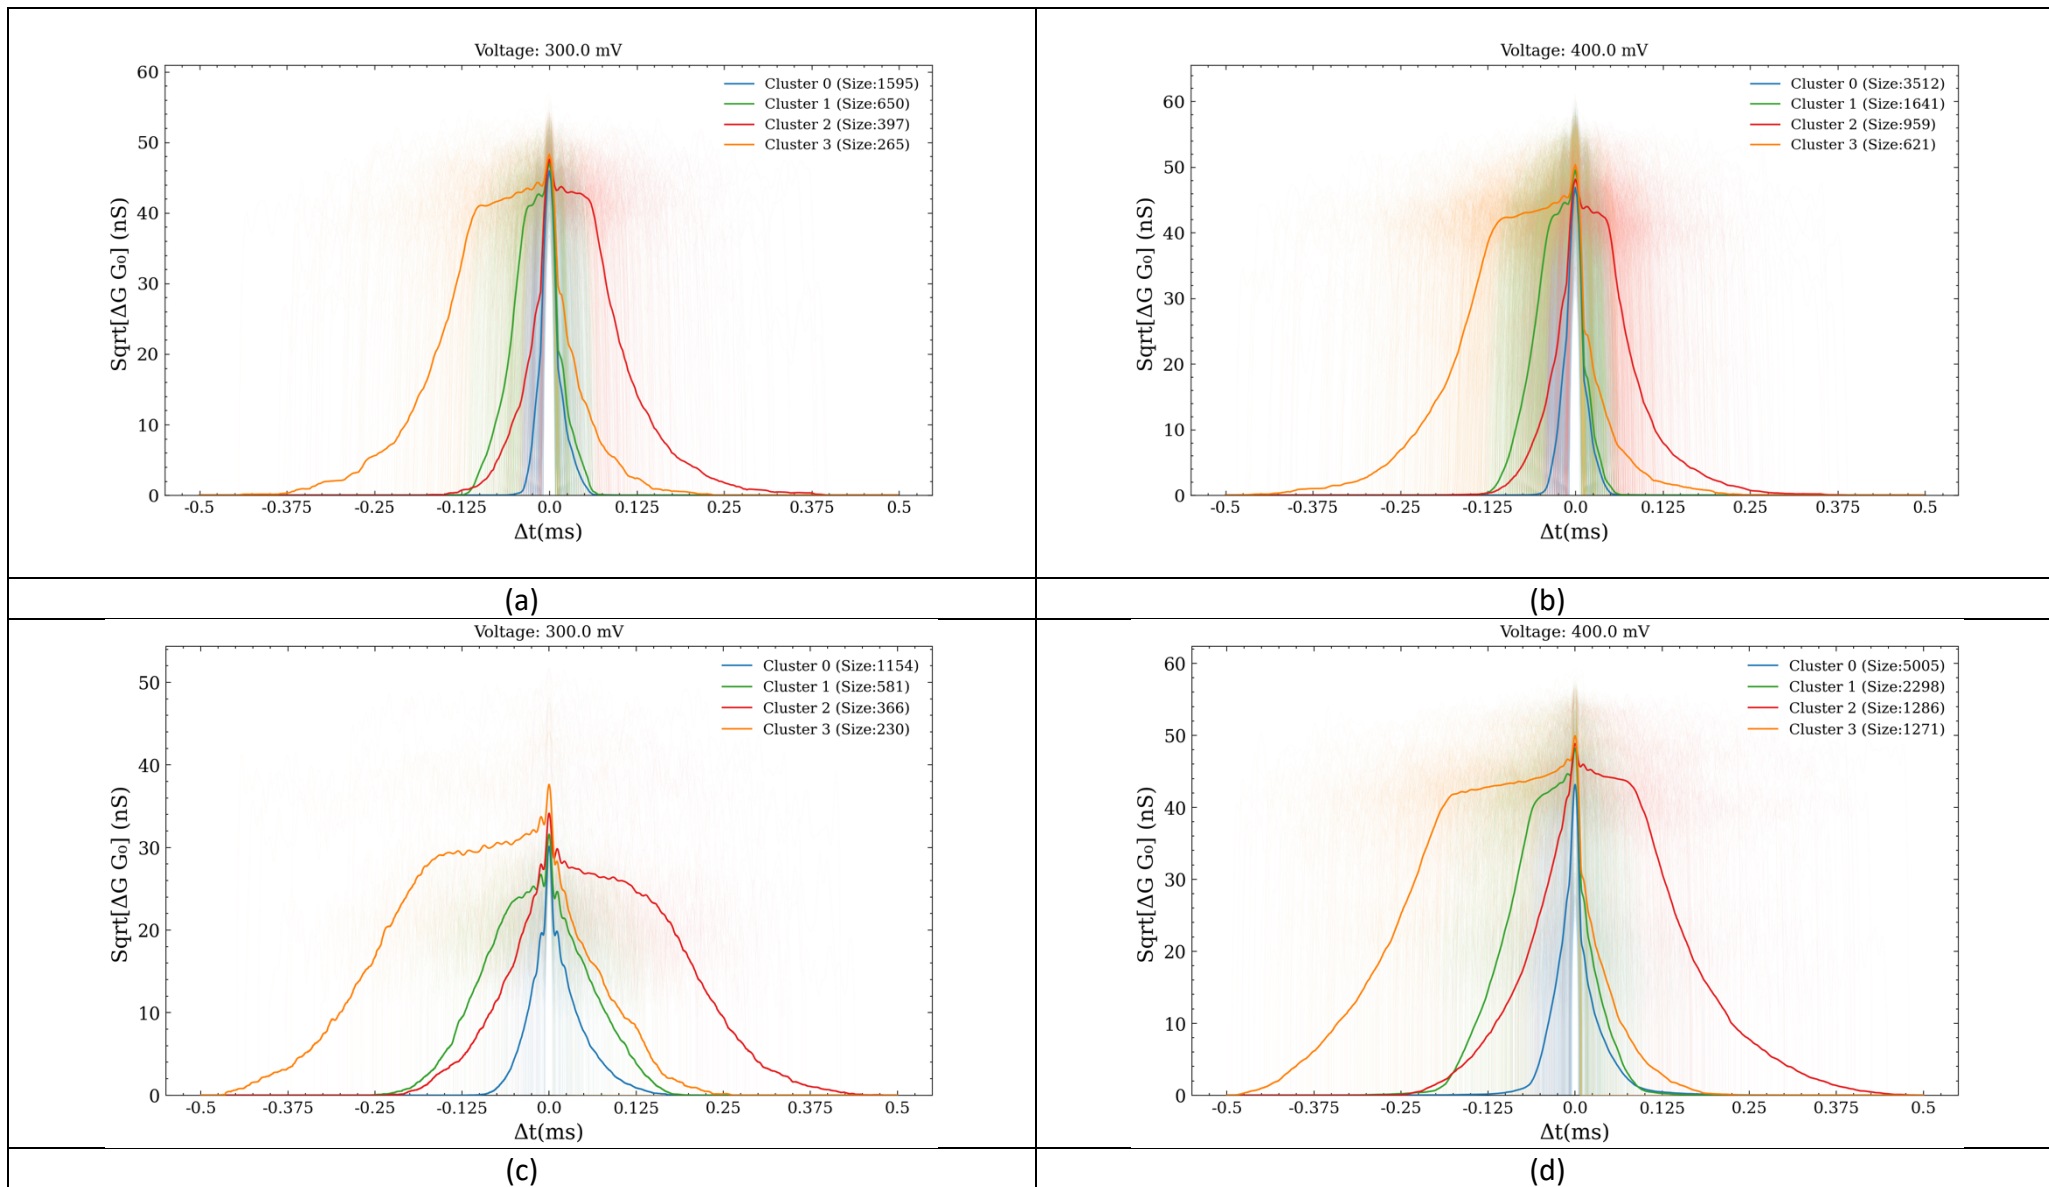 Voltage: 300.0 mV
60
50
40
30
20
10
0
Sqrt[ΔG G₀] (nS)
Cluster 0 (Size:1595)
Cluster 1 (Size:650)
Cluster 2 (Size:397)
Cluster 3 (Size:265)
-0.5 -0.375 -0.25 -0.125 0.0 0.125 0.25 0.375 0.5
Δt(ms)
(a)
Voltage: 400.0 mV
60
50
40
30
20
10
0
Sqrt[ΔG G₀] (nS)
Cluster 0 (Size:3512)
Cluster 1 (Size:1641)
Cluster 2 (Size:959)
Cluster 3 (Size:621)
-0.5 -0.375 -0.25 -0.125 0.0 0.125 0.25 0.375 0.5
Δt(ms)
(b)
Voltage: 300.0 mV
50
40
30
20
10
0
Sqrt[ΔG G₀] (nS)
Cluster 0 (Size:1154)
Cluster 1 (Size:581)
Cluster 2 (Size:366)
Cluster 3 (Size:230)
-0.5 -0.375 -0.25 -0.125 0.0 0.125 0.25 0.375 0.5
Δt(ms)
(c)
Voltage: 400.0 mV
60
50
40
30
20
10
0
Sqrt[ΔG G₀] (nS)
Cluster 0 (Size:5005)
Cluster 1 (Size:2298)
Cluster 2 (Size:1286)
Cluster 3 (Size:1271)
-0.5 -0.375 -0.25 -0.125 0.0 0.125 0.25 0.375 0.5
Δt(ms)
(d)